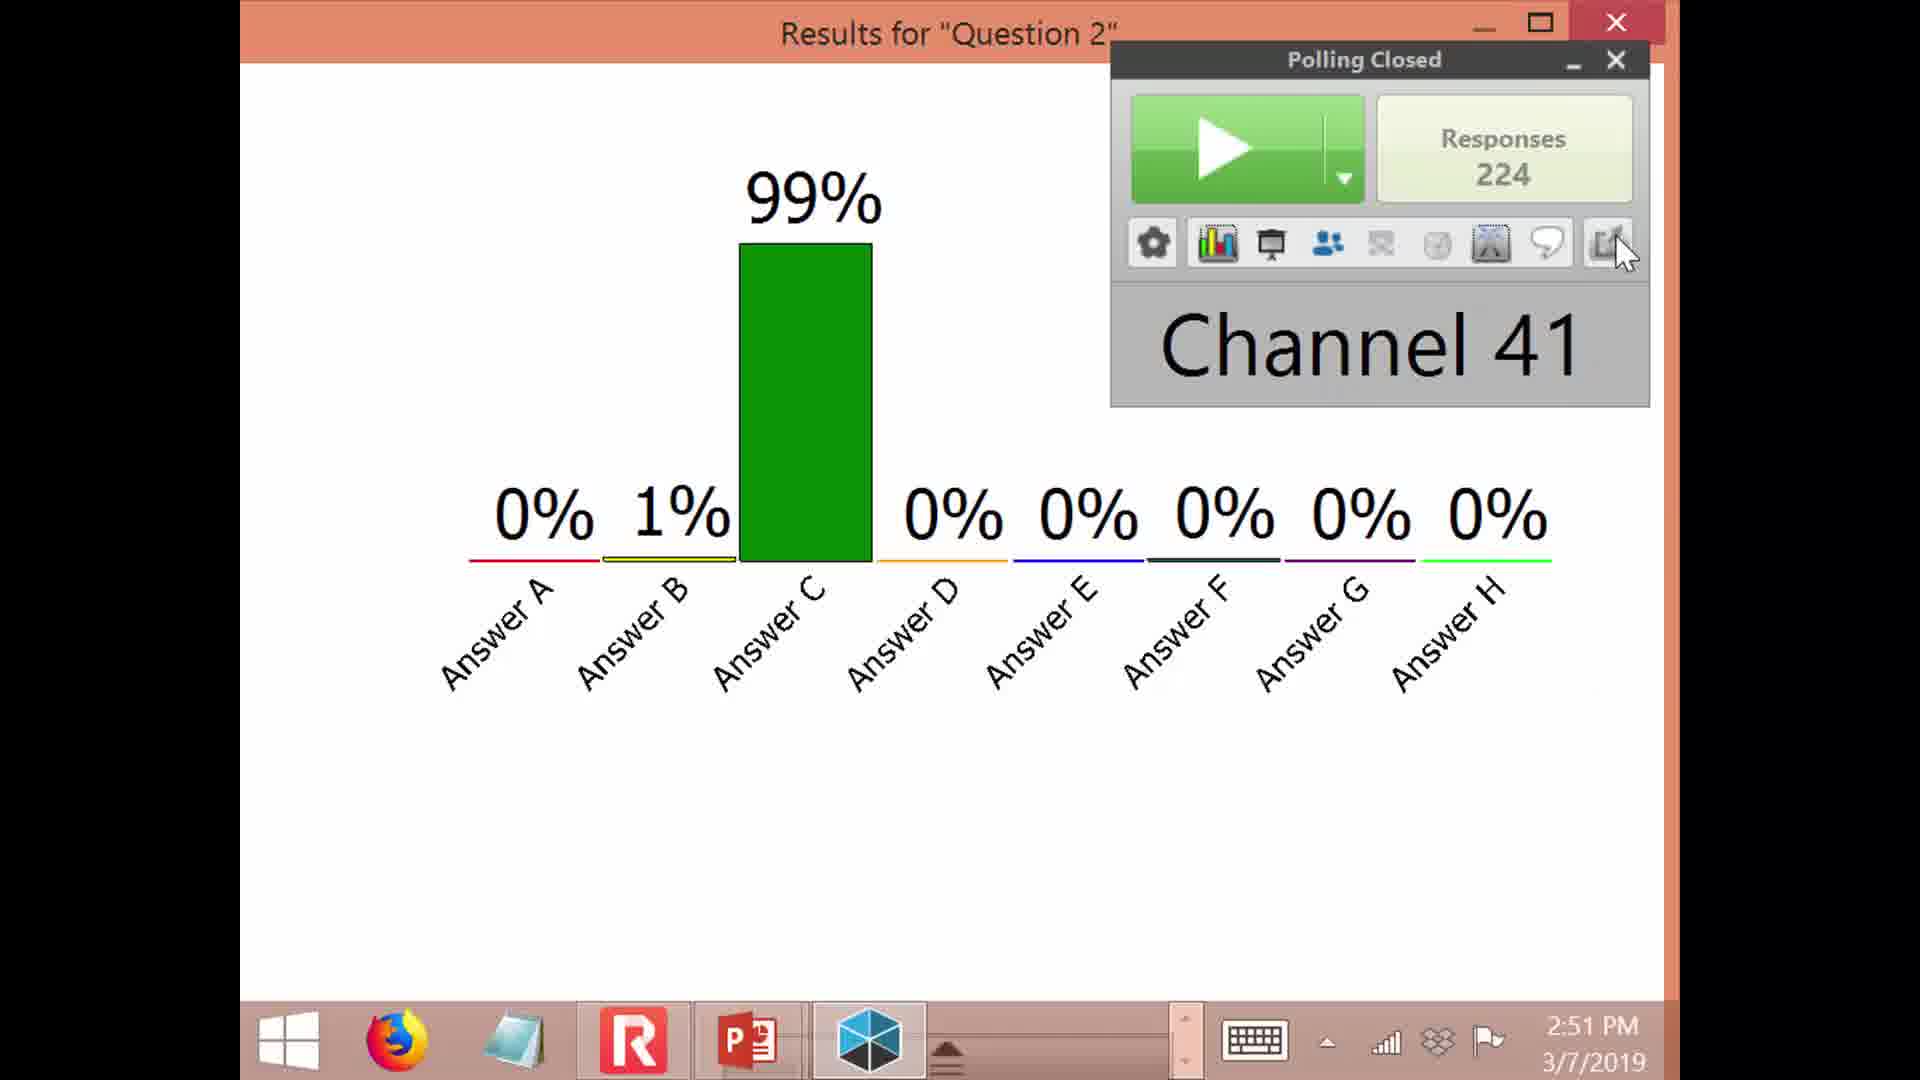 Results for "Question 2"
Polling Closed
Responses
224
Channel 41
99%
0%
1%
0%
0%
0%
0%
0%
Answer A
Answer B
Answer C
Answer D
Answer E
Answer F
Answer G
Answer H
R
P
2:51 PM
3/7/2019